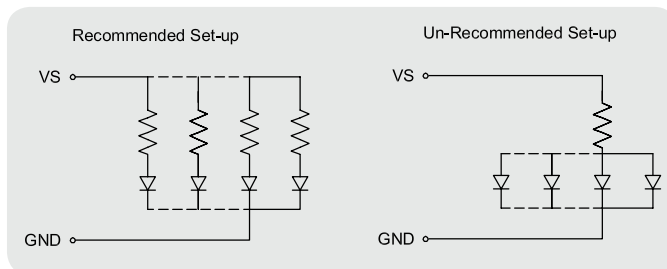 Recommended Set-up
VS
GND
Un-Recommended Set-up
VS
GND